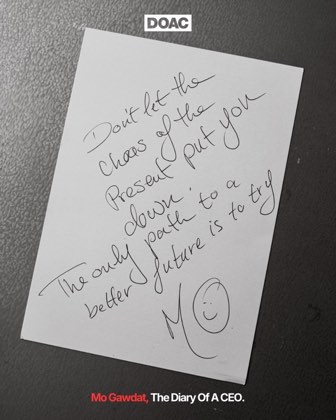 DOAC
Don't let the
Chaos of the
Present put you
down.
The only path to a
better future is to try
MO
Mo Gawdat, The Diary Of A CEO.